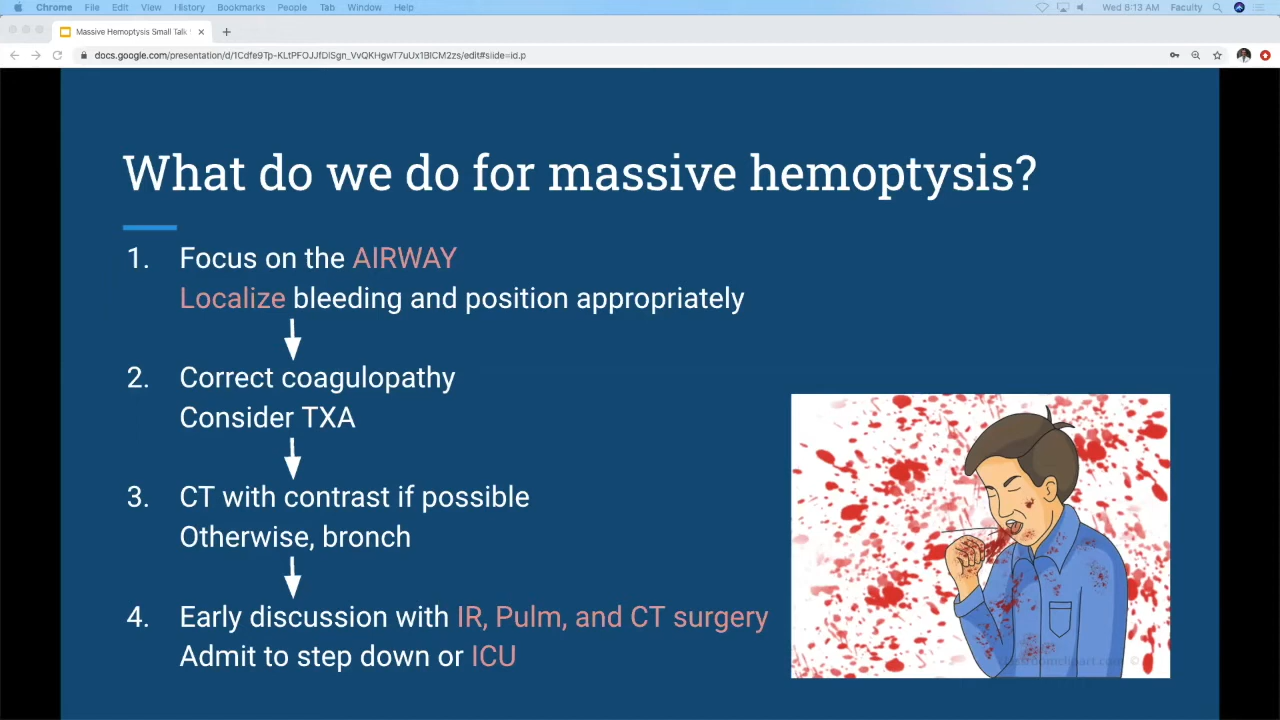 Chrome File Edit View History Bookmarks People Tab Window Help Wed 8:13 AM Faculty
Massive Hemoptysis Small Talk
docs.google.com/presentation/d/1Cdfe9Tp-KLtPFOJJfDISgn_VvQKHgwT7uUx1BlCM2zs/edit#slide=id.p
What do we do for massive hemoptysis?
1. Focus on the AIRWAY
Localize bleeding and position appropriately
2. Correct coagulopathy
Consider TXA
3. CT with contrast if possible
Otherwise, bronch
4. Early discussion with IR, Pulm, and CT surgery
Admit to step down or ICU